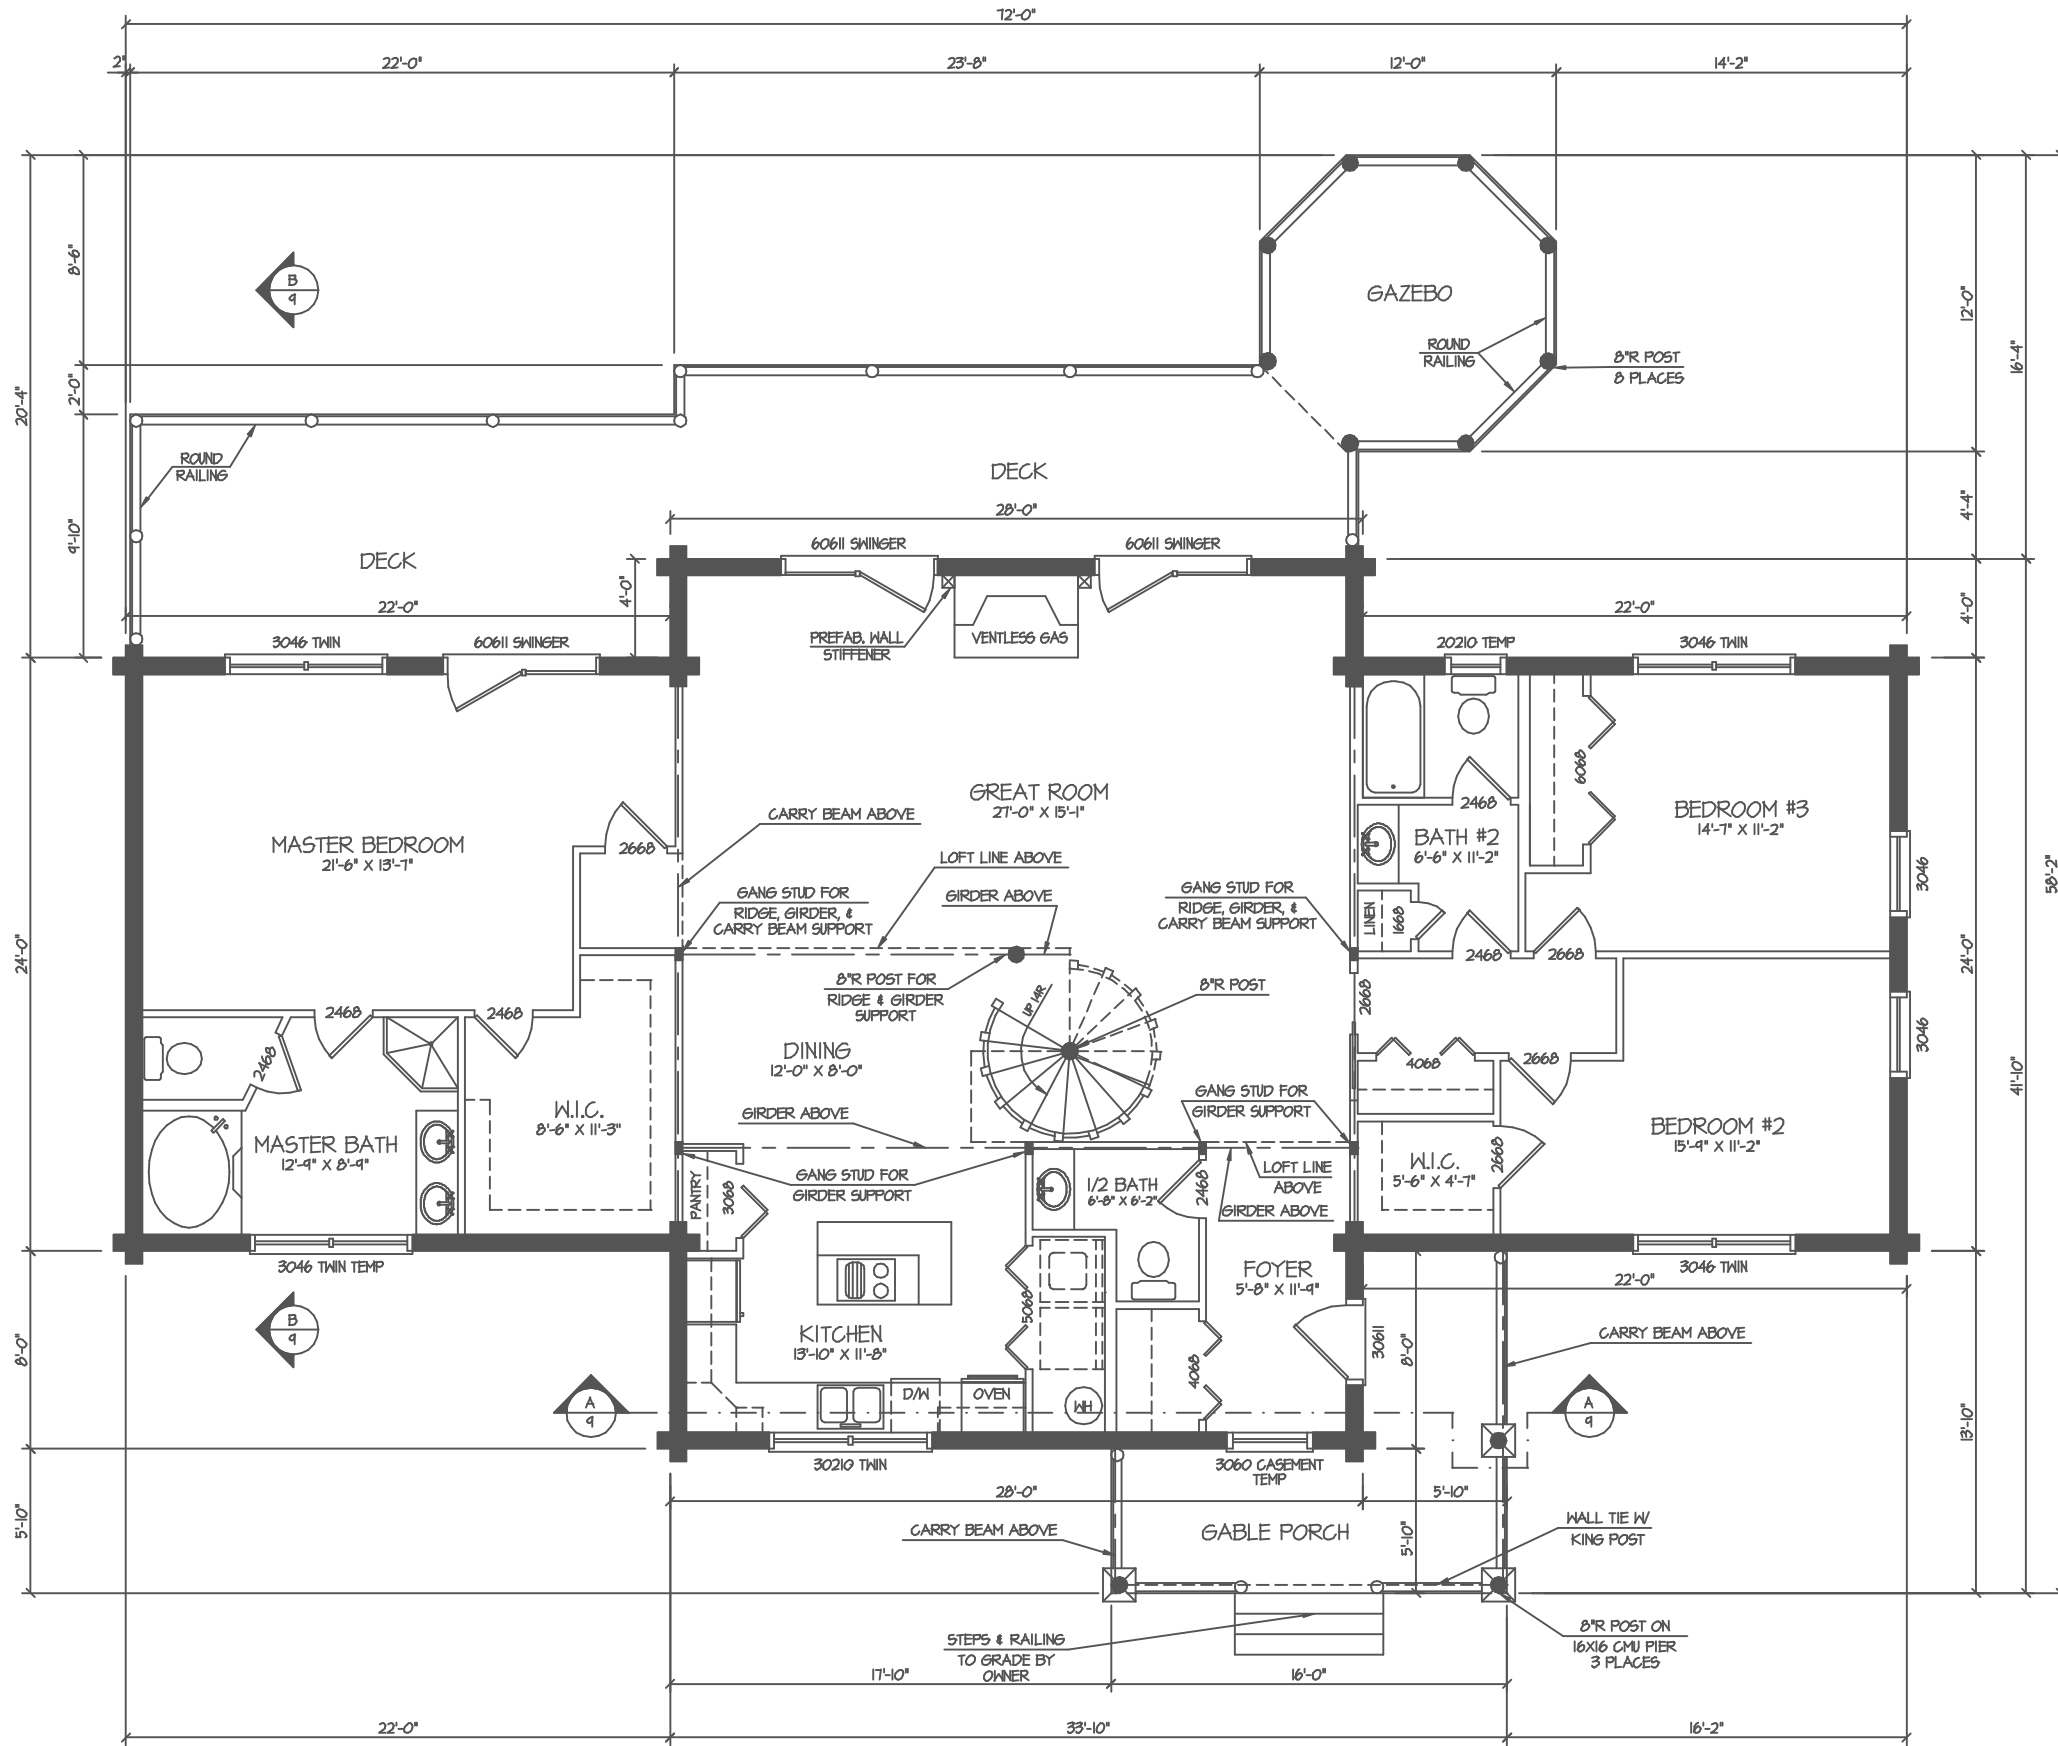 72'-0"
2"
22'-0"
23'-8"
12'-0"
14'-2"
8'-6"
2'-0"
9'-10"
20'-4"
B
9
GAZEBO
ROUND
RAILING
8"R POST
8 PLACES
12'-0"
16'-4"
4'-4"
4'-0"
ROUND
RAILING
DECK
28'-0"
DECK
22'-0"
4'-0"
60611 SWINGER
60611 SWINGER
PREFAB. WALL
STIFFENER
VENTLESS GAS
22'-0"
3046 TWIN
60611 SWINGER
20210 TEMP
3046 TWIN
MASTER BEDROOM
21'-6" X 13'-7"
2668
CARRY BEAM ABOVE
GREAT ROOM
27'-0" X 15'-1"
LOFT LINE ABOVE
GIRDER ABOVE
GANG STUD FOR
RIDGE, GIRDER, &
CARRY BEAM SUPPORT
GANG STUD FOR
RIDGE, GIRDER, &
CARRY BEAM SUPPORT
6068
2468
BATH #2
6'-6" X 11'-2"
BEDROOM #3
14'-7" X 11'-2"
3046
58'-2"
LINEN
1668
2468
2668
24'-0"
24'-0"
8"R POST FOR
RIDGE & GIRDER
SUPPORT
UP 14R
8"R POST
2668
2468
2468
2468
DINING
12'-0" X 8'-0"
3046
4068
2668
41'-10"
W.I.C.
8'-6" X 11'-3"
MASTER BATH
12'-9" X 8'-9"
GIRDER ABOVE
GANG STUD FOR
GIRDER SUPPORT
BEDROOM #2
15'-9" X 11'-2"
GANG STUD FOR
GIRDER SUPPORT
PANTRY
3068
1/2 BATH
6'-8" X 6'-2"
2468
LOFT LINE
ABOVE
GIRDER ABOVE
W.I.C.
5'-6" X 4'-7"
2668
3046 TWIN TEMP
B
9
FOYER
5'-8" X 11'-9"
3046 TWIN
22'-0"
5068
KITCHEN
13'-10" X 11'-8"
30611
8'-0"
CARRY BEAM ABOVE
8'-0"
4068
D/W
OVEN
WH
A
9
A
9
13'-10"
30210 TWIN
3060 CASEMENT
TEMP
28'-0"
5'-10"
5'-10"
CARRY BEAM ABOVE
GABLE PORCH
5'-10"
WALL TIE W/
KING POST
STEPS & RAILING
TO GRADE BY
OWNER
8"R POST ON
16X16 CMU PIER
3 PLACES
17'-10"
16'-0"
22'-0"
33'-10"
16'-2"